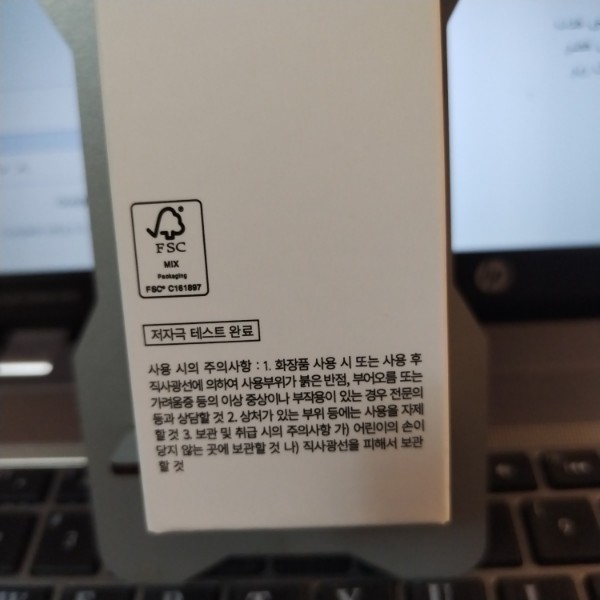 FSC
MIX
Packaging
FSC® C161897
저자극 테스트 완료
사용 시의 주의사항 : 1. 화장품 사용 시 또는 사용 후
직사광선에 의하여 사용부위가 붉은 반점, 부어오름 또는
가려움증 등의 이상 증상이나 부작용이 있는 경우 전문의
등과 상담할 것 2. 상처가 있는 부위 등에는 사용을 자제
할 것 3. 보관 및 취급 시의 주의사항 가) 어린이의 손이
닿지 않는 곳에 보관할 것 나) 직사광선을 피해서 보관
할 것
hp